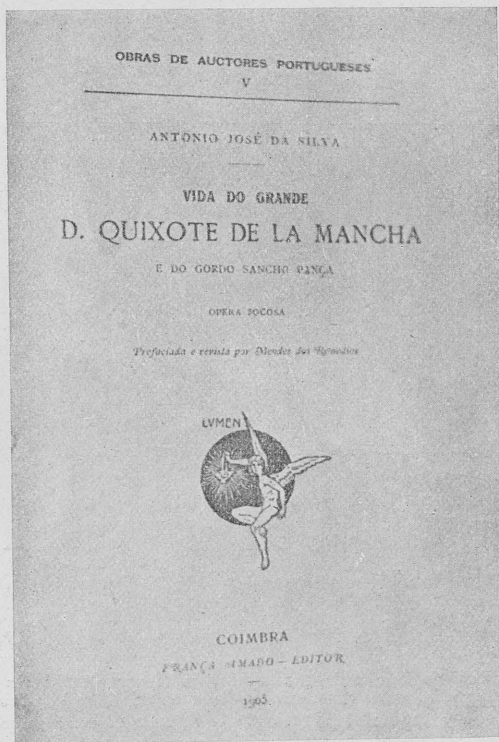 OBRAS DE AUCTORES PORTUGUESES
V
ANTONIO JOSÉ DA SILVA
VIDA DO GRANDE
D. QUIXOTE DE LA MANCHA
E DO GORDO SANCHO PANÇA
OPERA JOCOSA
Prefaciada e revista por Mendes dos Remedios
LVMEN
COIMBRA
FRANÇA AMADO – EDITOR
1905